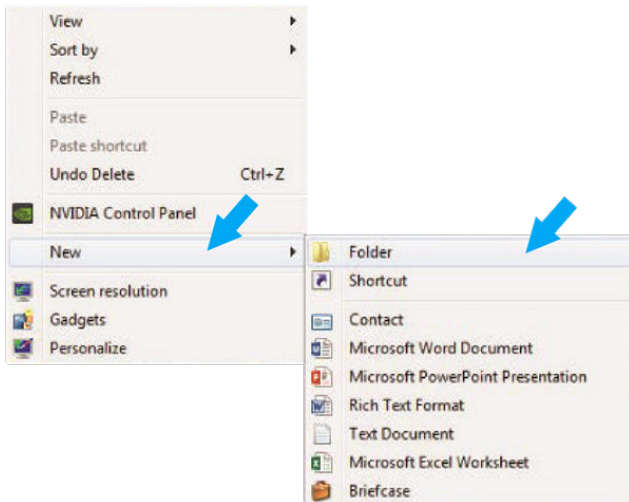 View
Sort by
Refresh
Paste
Paste shortcut
Undo Delete Ctrl+Z
NVIDIA Control Panel
New
Screen resolution
Gadgets
Personalize
Folder
Shortcut
Contact
Microsoft Word Document
Microsoft PowerPoint Presentation
Rich Text Format
Text Document
Microsoft Excel Worksheet
Briefcase